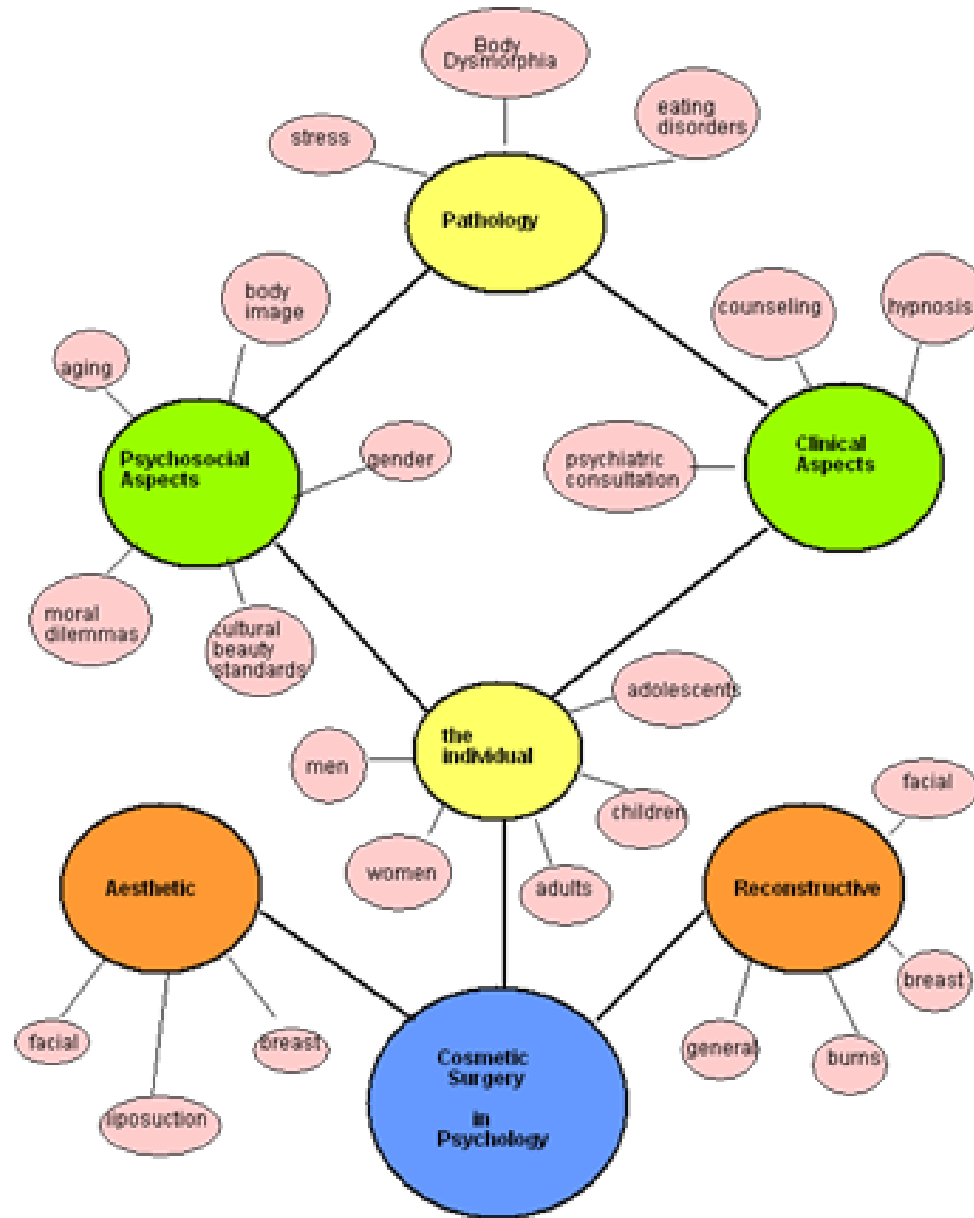 Body
Dysmorphia
eating
disorders
stress
Pathology
body
image
counseling
hypnosis
aging
Psychosocial
Aspects
gender
Clinical
Aspects
psychiatric
consultation
moral
dilemmas
cultural
beauty
standards
adolescents
the
individual
men
facial
children
women
adults
Aesthetic
Reconstructive
breast
facial
breast
general
burns
liposuction
Cosmetic
Surgery
in
Psychology